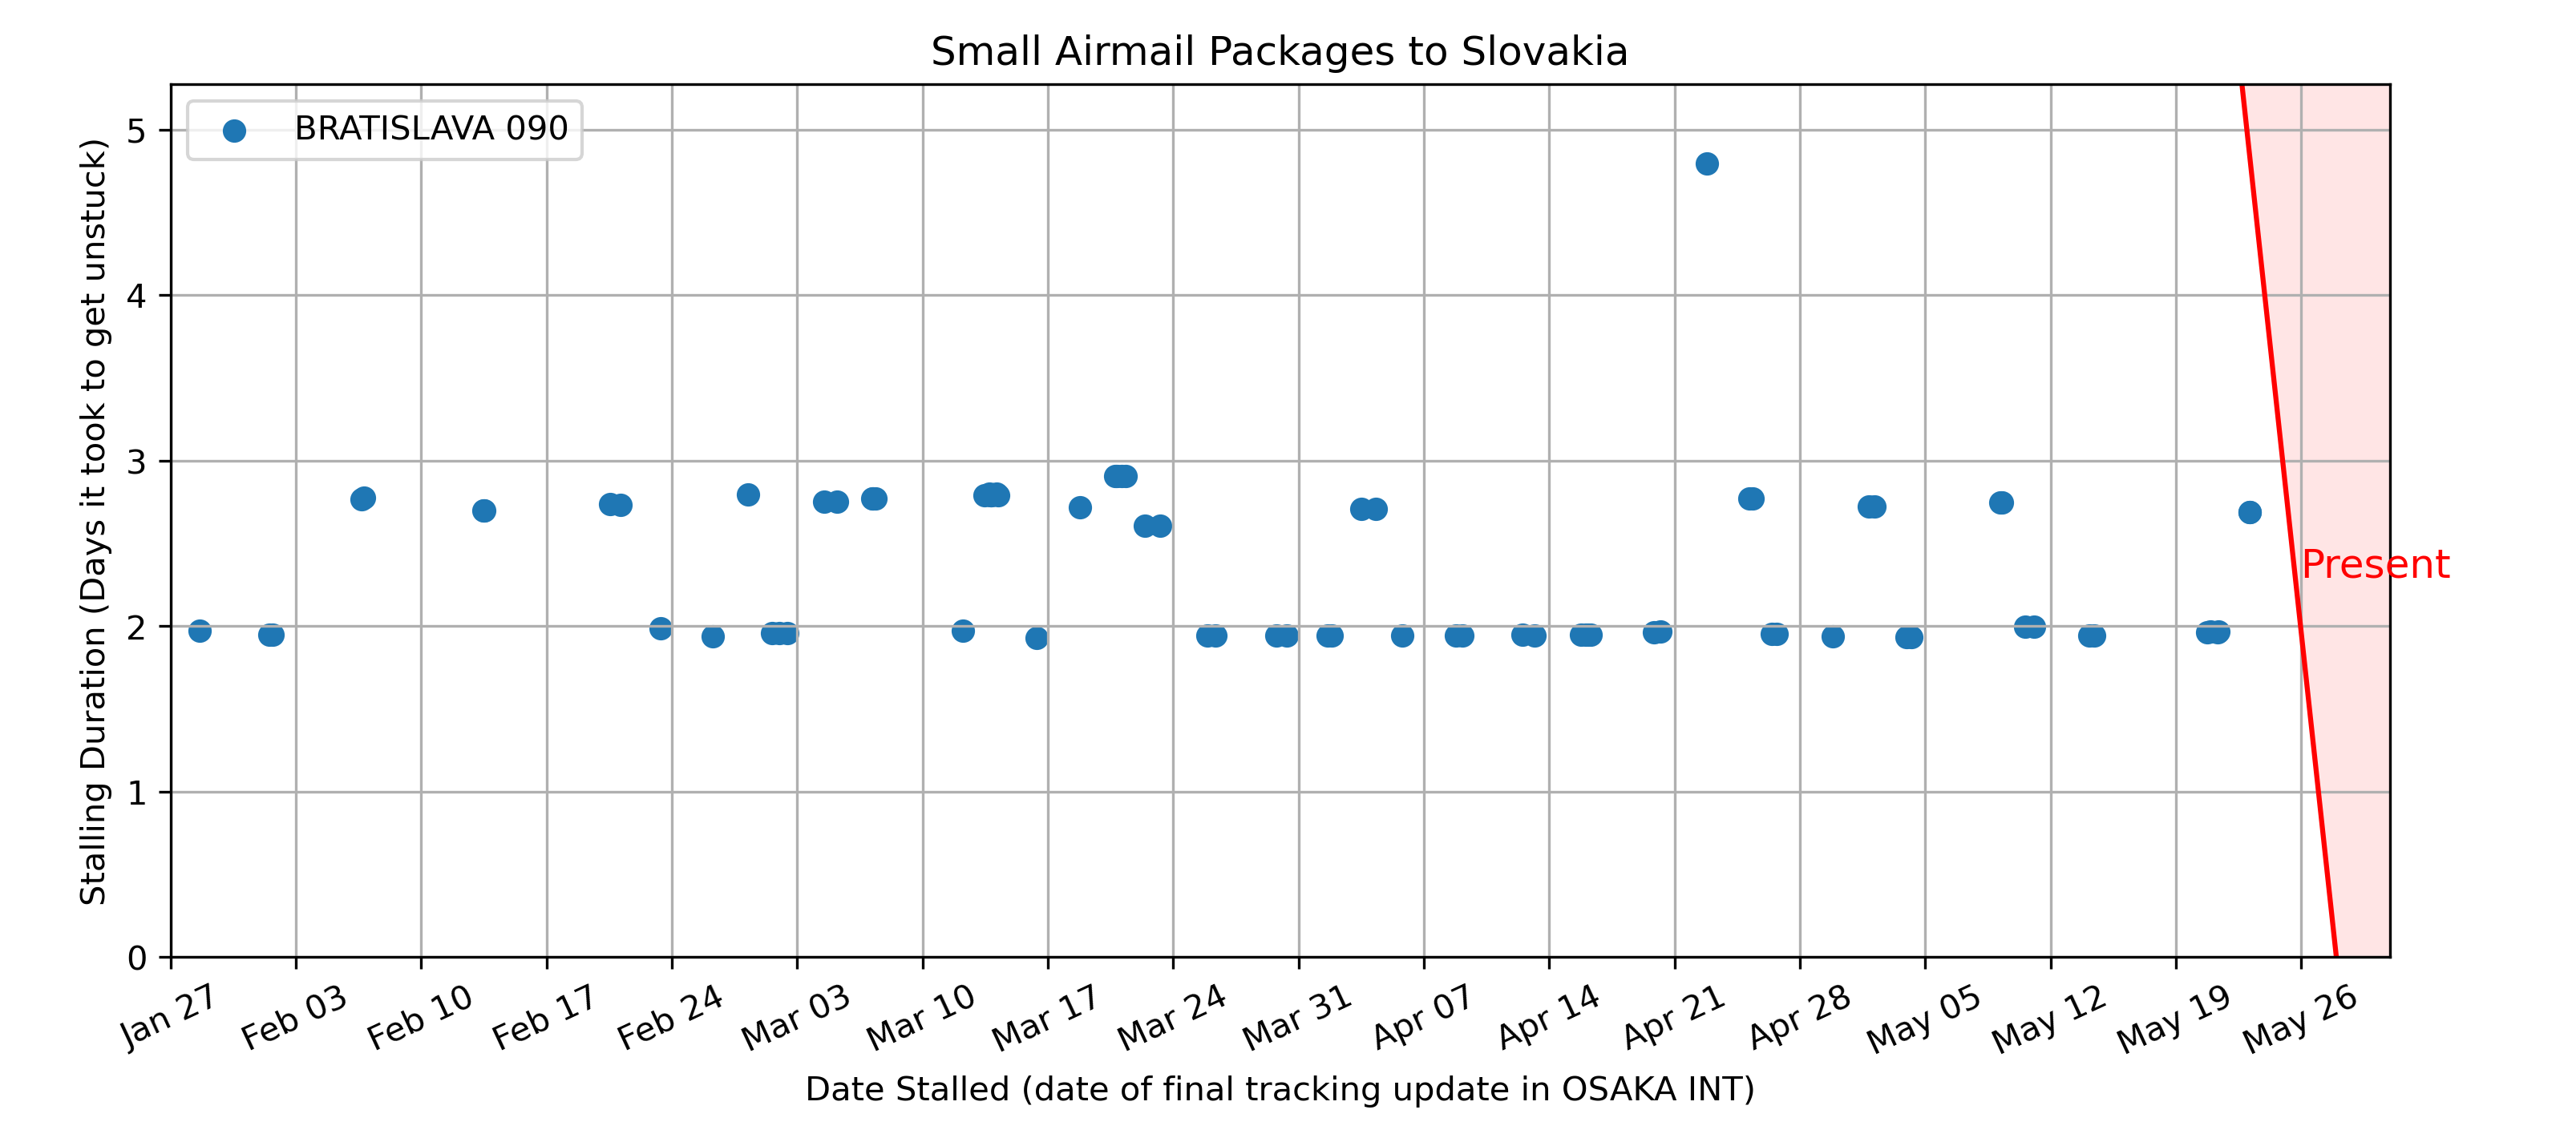 Small Airmail Packages to Slovakia
BRATISLAVA 090
Stalling Duration (Days it took to get unstuck)
5
4
3
2
1
0
Present
Jan 27
Feb 03
Feb 10
Feb 17
Feb 24
Mar 03
Mar 10
Mar 17
Mar 24
Mar 31
Apr 07
Apr 14
Apr 21
Apr 28
May 05
May 12
May 19
May 26
Date Stalled (date of final tracking update in OSAKA INT)